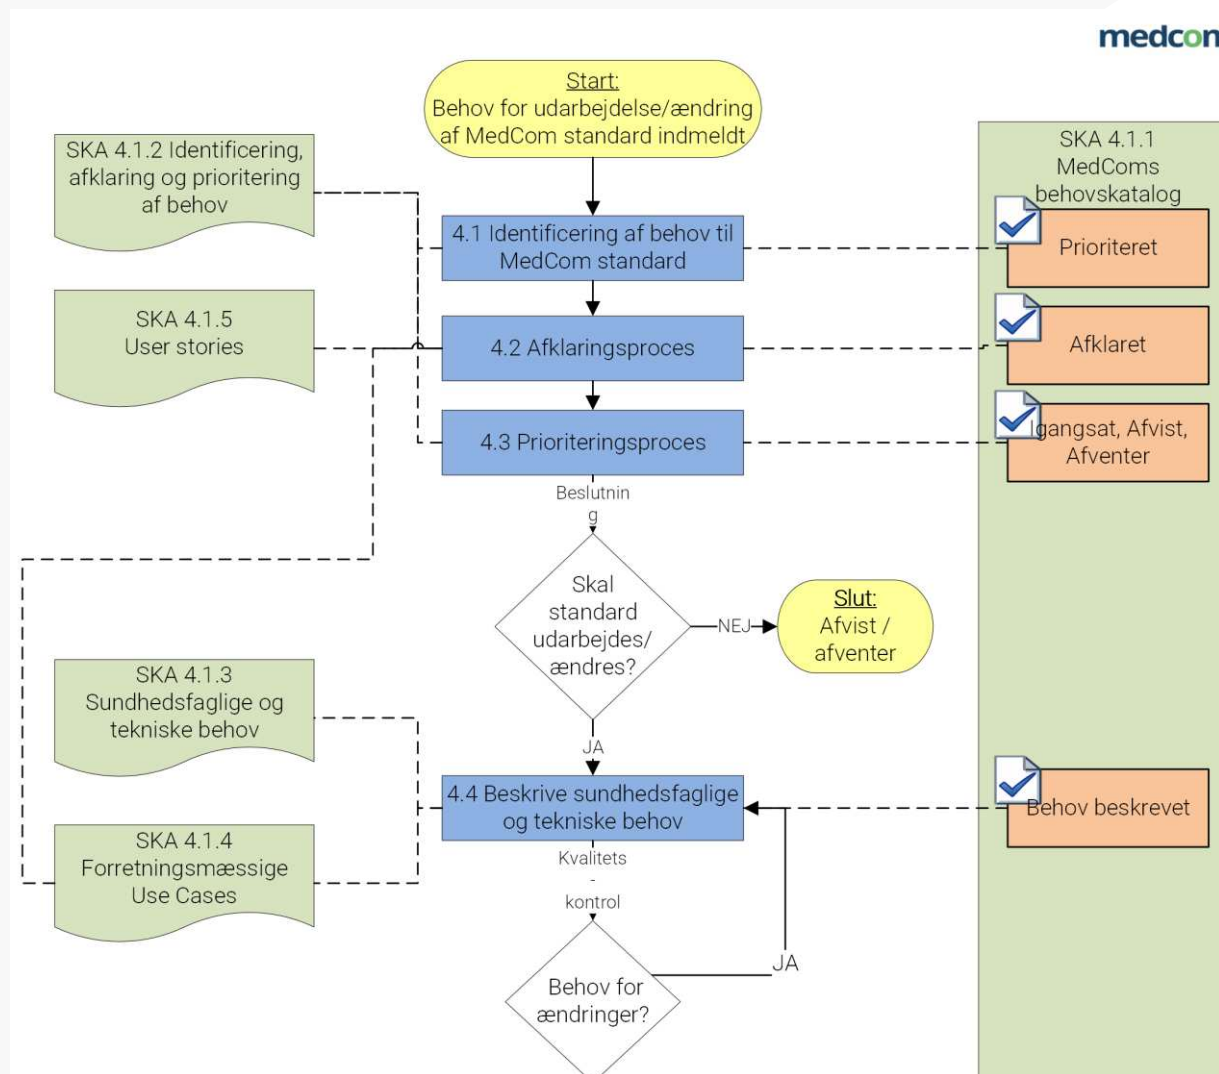 medcom
Start:
Behov for udarbejdelse/ændring
af MedCom standard indmeldt
SKA 4.1.2 Identificering,
afklaring og prioritering
af behov
SKA 4.1.1
MedComs
behovskatalog
4.1 Identificering af behov til
MedCom standard
Prioriteret
SKA 4.1.5
User stories
4.2 Afklaringsproces
Afklaret
4.3 Prioriteringsproces
Igangsat, Afvist,
Afventer
Beslutnin
g
Skal
standard
udarbejdes/
ændres?
NEJ
Slut:
Afvist /
afventer
SKA 4.1.3
Sundhedsfaglige og
tekniske behov
JA
4.4 Beskrive sundhedsfaglige
og tekniske behov
Behov beskrevet
SKA 4.1.4
Forretningsmæssige
Use Cases
Kvalitets
-
kontrol
JA
Behov for
ændringer?